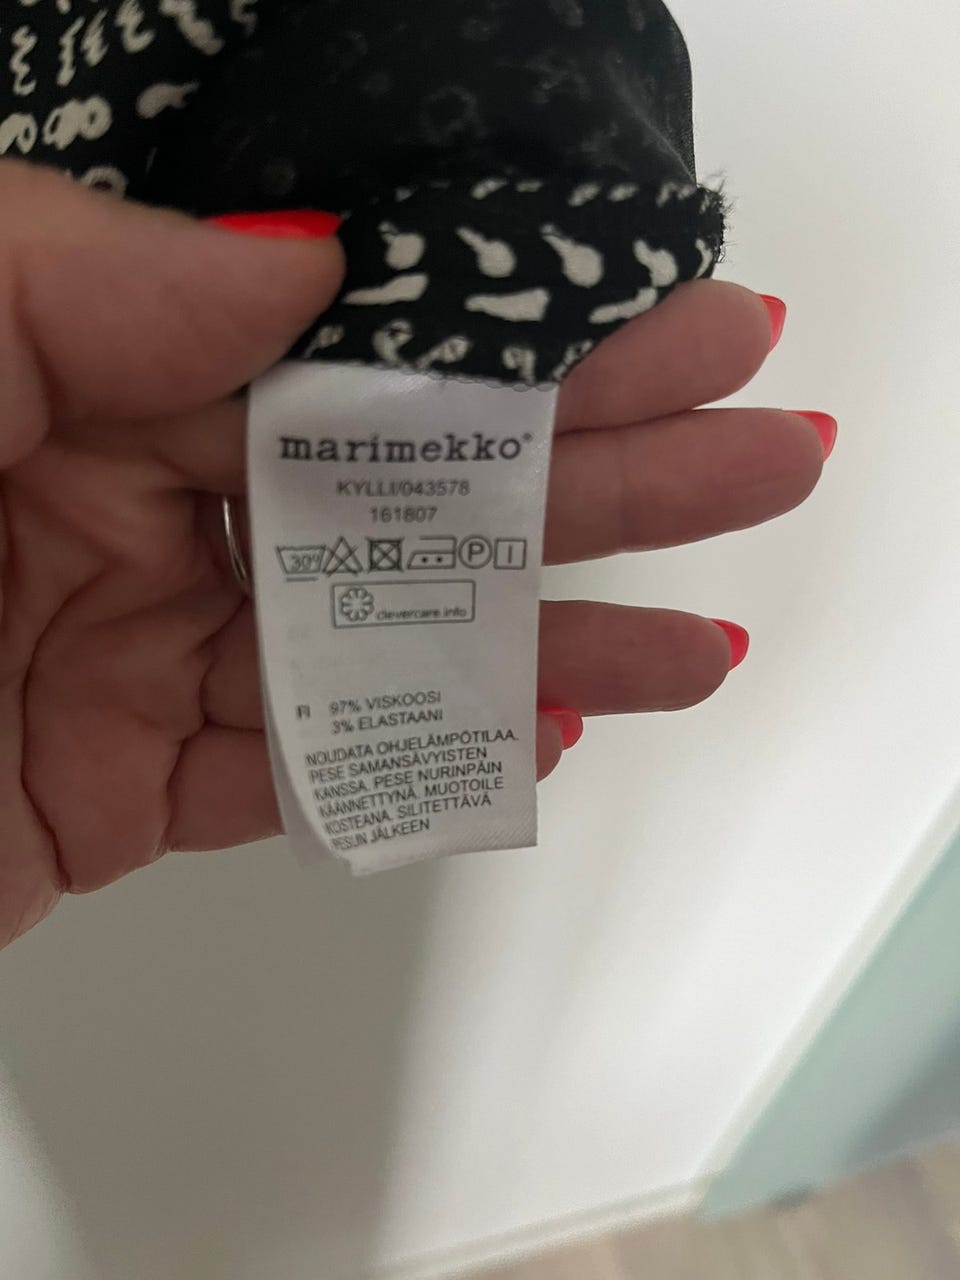 marimekko®
KYLLI/043578
161807
30° P I
clevercare.info
FI 97% VISKOOSI
3% ELASTAANI
NOUDATA OHJELÄMPÖTILAA.
PESE SAMANSÄVYISTEN
KANSSA. PESE NURINPÄIN
KÄÄNNETTYNÄ. MUOTOILE
KOSTEANA. SILITETTÄVÄ
PESUN JÄLKEEN